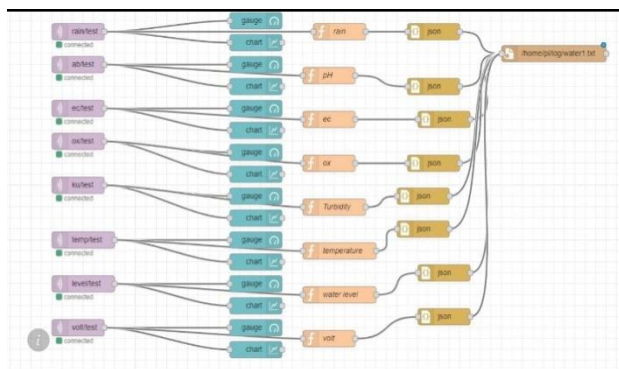 gauge
rain/test
rain
json
connected
chart
/home/pi/log/water1.txt
ab/test
gauge
pH
json
connected
chart
ec/test
gauge
ec
json
connected
chart
ox/test
gauge
ox
json
connected
chart
ku/test
gauge
Turbidity
json
connected
chart
temp/test
gauge
temperature
json
connected
chart
level/test
gauge
water level
json
connected
chart
volt/test
gauge
volt
json
connected
chart